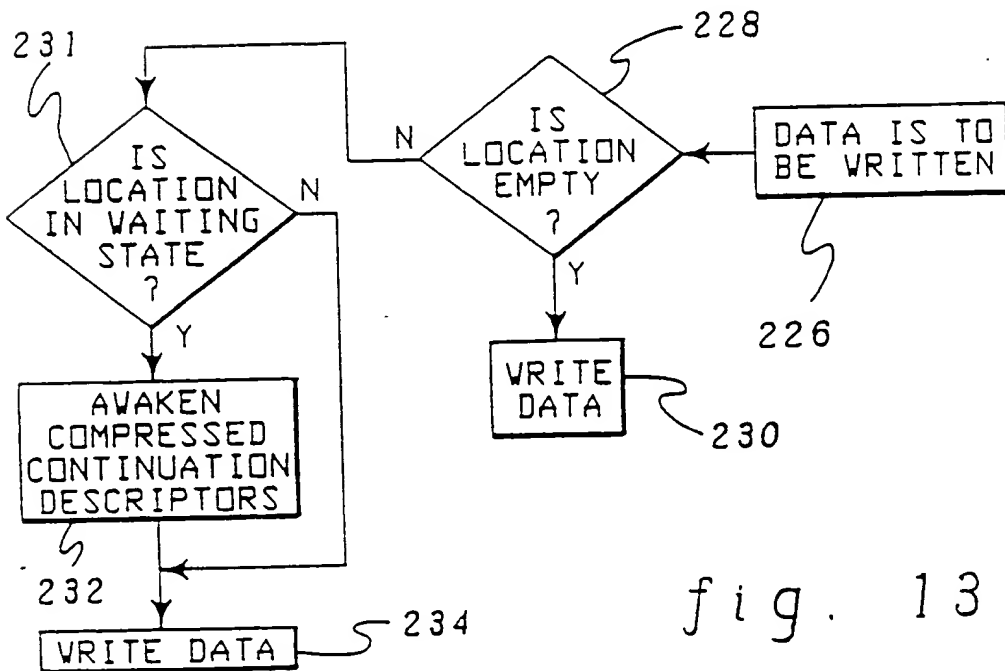 231
IS
LOCATION
IN WAITING
STATE
?
N
Y
AWAKEN
COMPRESSED
CONTINUATION
DESCRIPTORS
232
WRITE DATA
234
228
N
IS
LOCATION
EMPTY
?
Y
WRITE
DATA
230
DATA IS TO
BE WRITTEN
226
fig. 13